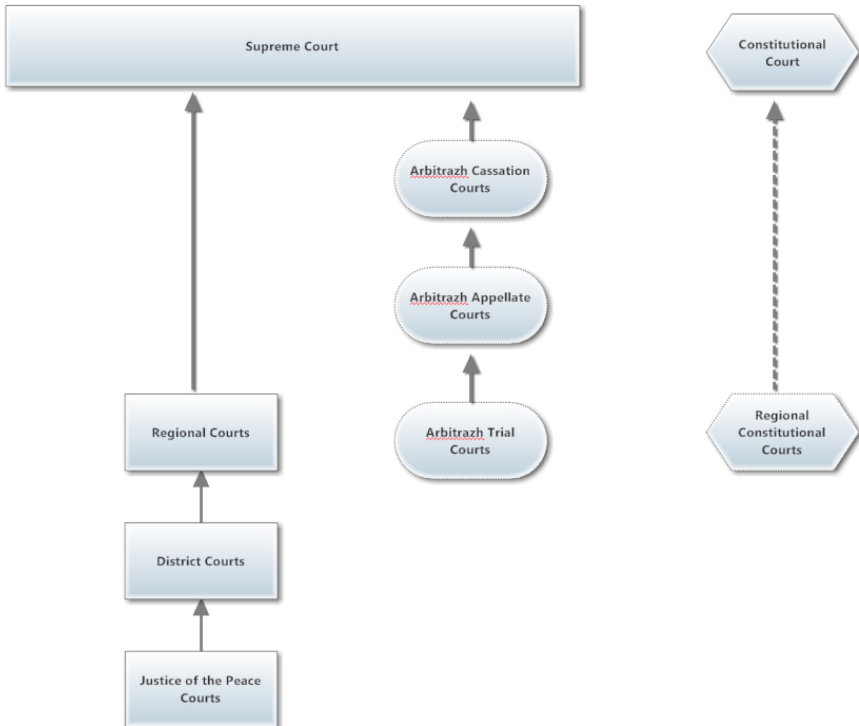 Supreme Court
Constitutional
Court
Arbitrazh Cassation
Courts
Arbitrazh Appellate
Courts
Regional Courts
Arbitrazh Trial
Courts
Regional
Constitutional
Courts
District Courts
Justice of the Peace
Courts